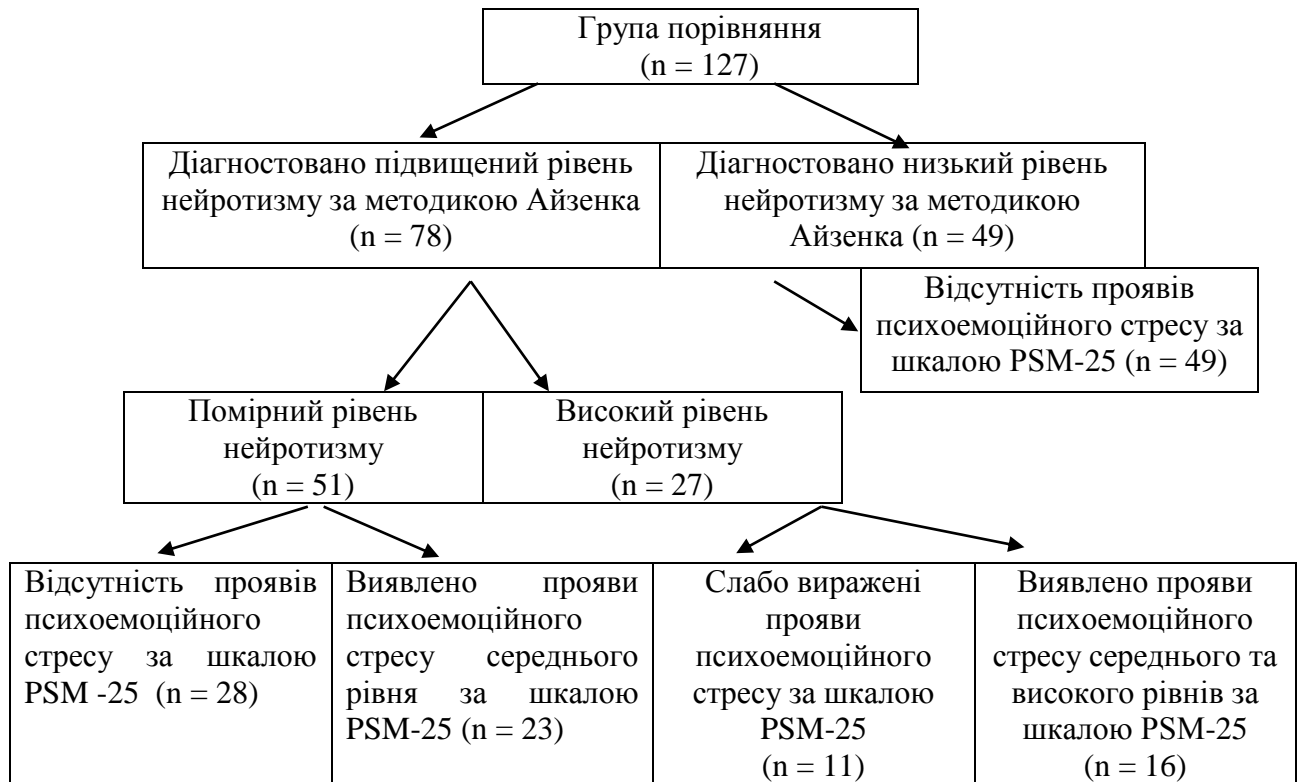 Група порівняння
(n = 127)
Діагностовано підвищений рівень
нейротизму за методикою Айзенка
(n = 78)
Діагностовано низький рівень
нейротизму за методикою
Айзенка (n = 49)
Відсутність проявів
психоемоційного стресу за
шкалою PSM-25 (n = 49)
Помірний рівень
нейротизму
(n = 51)
Високий рівень
нейротизму
(n = 27)
Відсутність проявів
психоемоційного
стресу за шкалою
PSM -25 (n = 28)
Виявлено прояви
психоемоційного
стресу середнього
рівня за шкалою
PSM-25 (n = 23)
Слабо виражені
прояви
психоемоційного
стресу за шкалою
PSM-25
(n = 11)
Виявлено прояви
психоемоційного
стресу середнього та
високого рівнів за
шкалою PSM-25
(n = 16)